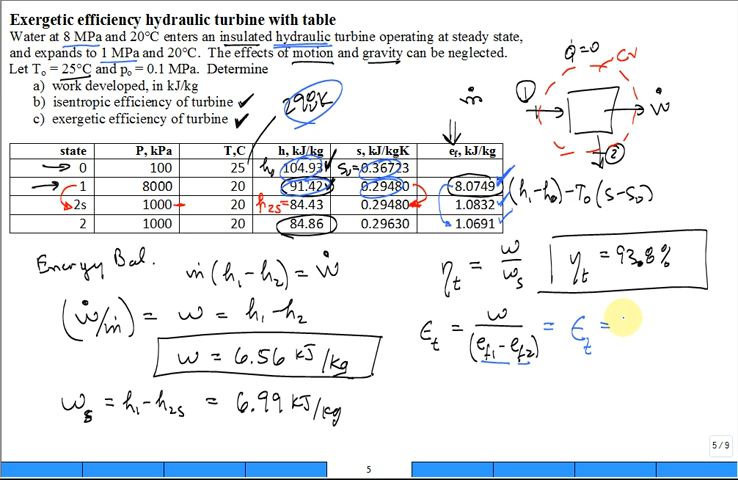 Exergetic efficiency hydraulic turbine with table
Water at 8 MPa and 20°C enters an insulated hydraulic turbine operating at steady state,
and expands to 1 MPa and 20°C. The effects of motion and gravity can be neglected.
Let To = 25°C and po = 0.1 MPa. Determine
a) work developed, in kJ/kg
b) isentropic efficiency of turbine ✓
c) exergetic efficiency of turbine ✓
298K
ṁ
Q̇=0
CV
1
Ẇ
2
state P, kPa T,C h, kJ/kg s, kJ/kgK ef, kJ/kg
0 100 25 h0 104.93 s0=0.36723
1 8000 20 91.42 0.29480 8.0749 (h1-h0)-T0(s-s0)
2s 1000 20 h2s=84.43 0.29480 1.0832
2 1000 20 84.86 0.29630 1.0691
Energy Bal. ṁ(h1-h2)=Ẇ
(Ẇ/ṁ) = w = h1-h2
w = 6.56 kJ/kg
ws = h1-h2s = 6.99 kJ/kg
ηt = w/ws
ηt = 93.8%
Єt = w/(ef1-ef2) = Єt =
5/9
5